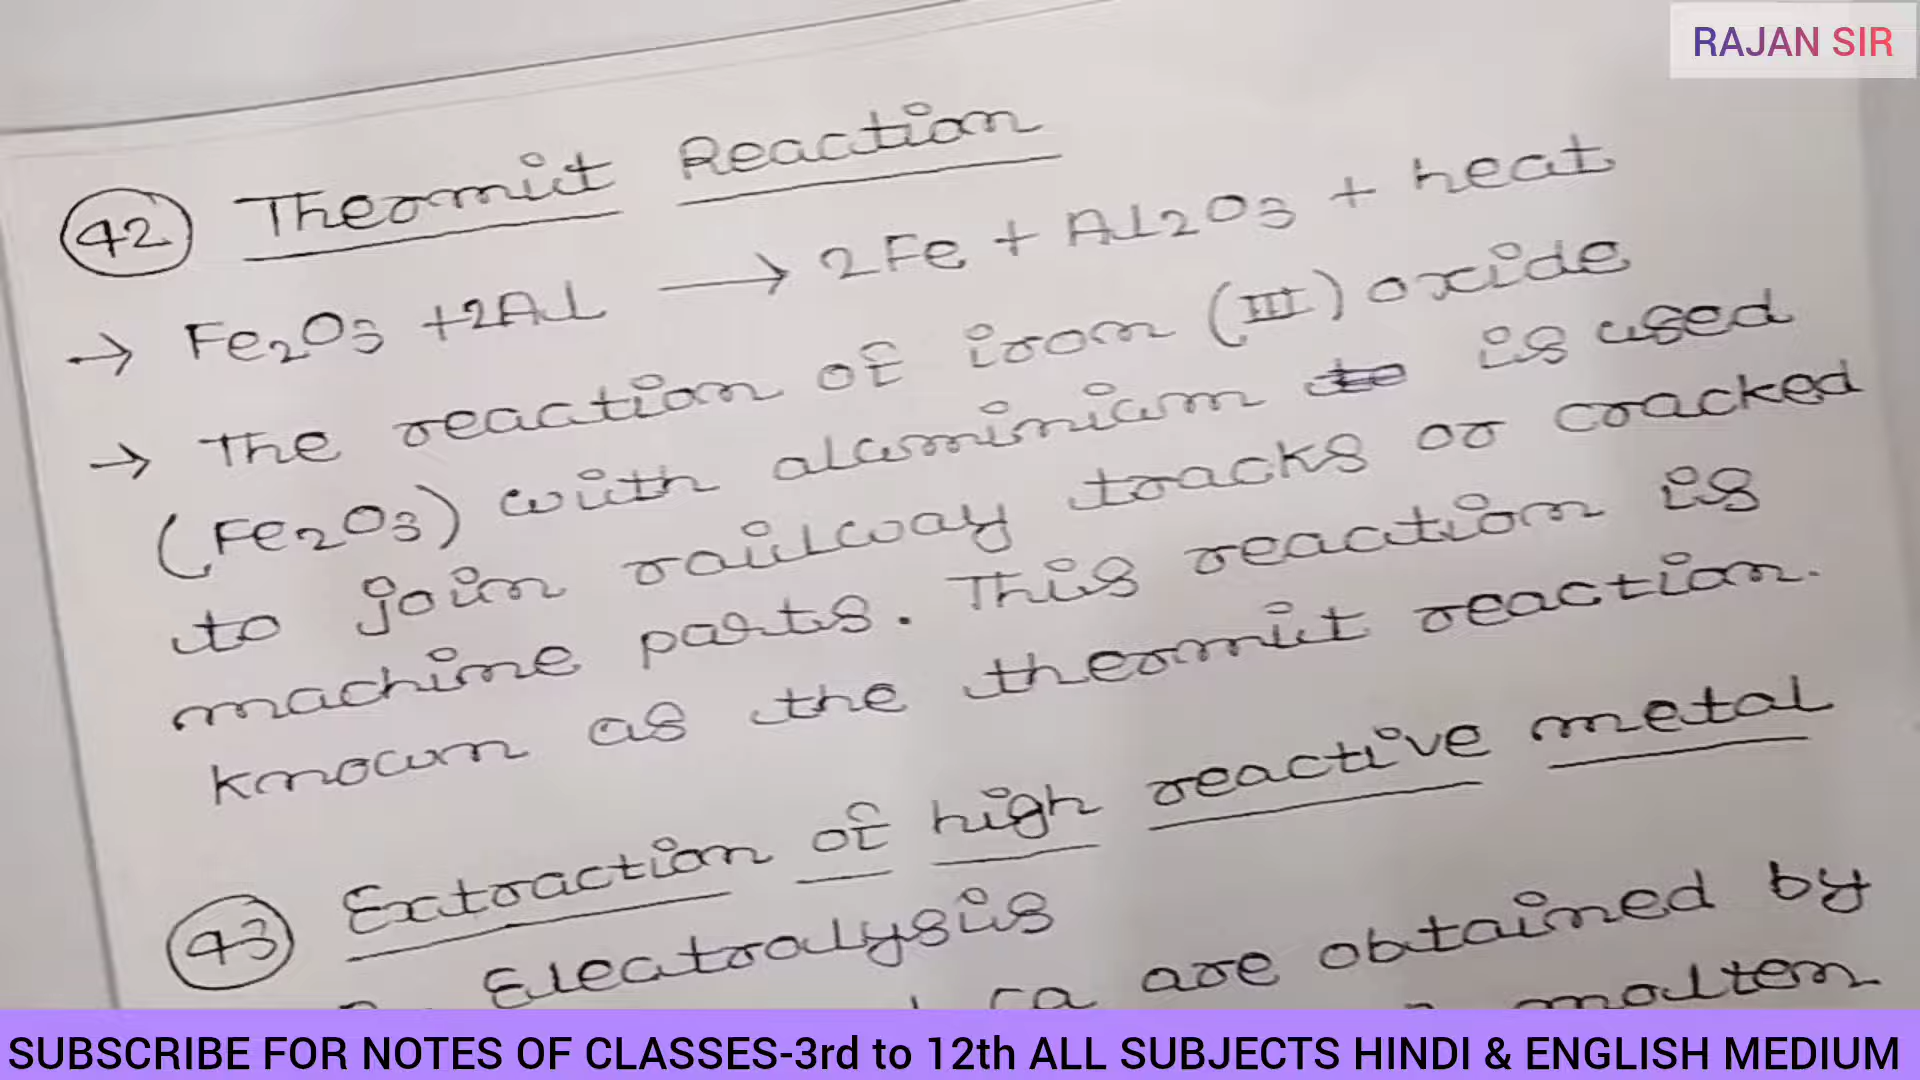 RAJAN SIR
42 Thermit Reaction
→ Fe2O3 +2Al → 2Fe + Al2O3 + heat
→ The reaction of iron (III) oxide
(Fe2O3) with aluminium is used
to join railway tracks or cracked
machine parts. This reaction is
known as the thermit reaction.
43 Extraction of high reactive metal
Electrolysis
ca are obtained by
molten
SUBSCRIBE FOR NOTES OF CLASSES-3rd to 12th ALL SUBJECTS HINDI & ENGLISH MEDIUM